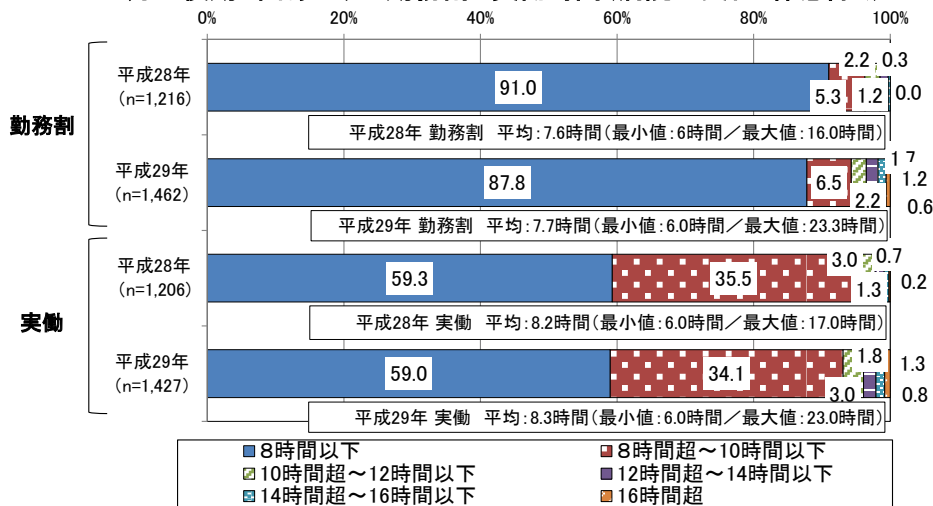 0% 20% 40% 60% 80% 100%
勤務割
平成28年
(n=1,216)
91.0 5.3 2.2 1.2 0.3 0.0
平成28年 勤務割 平均:7.6時間(最小値:6時間/最大値:16.0時間)
平成29年
(n=1,462)
87.8 6.5 2.2 1.7 1.2 0.6
平成29年 勤務割 平均:7.7時間(最小値:6.0時間/最大値:23.3時間)
実働
平成28年
(n=1,206)
59.3 35.5 3.0 1.3 0.7 0.2
平成28年 実働 平均:8.2時間(最小値:6.0時間/最大値:17.0時間)
平成29年
(n=1,427)
59.0 34.1 3.0 1.8 1.3 0.8
平成29年 実働 平均:8.3時間(最小値:6.0時間/最大値:23.0時間)
8時間以下 8時間超~10時間以下
10時間超~12時間以下 12時間超~14時間以下
14時間超~16時間以下 16時間超